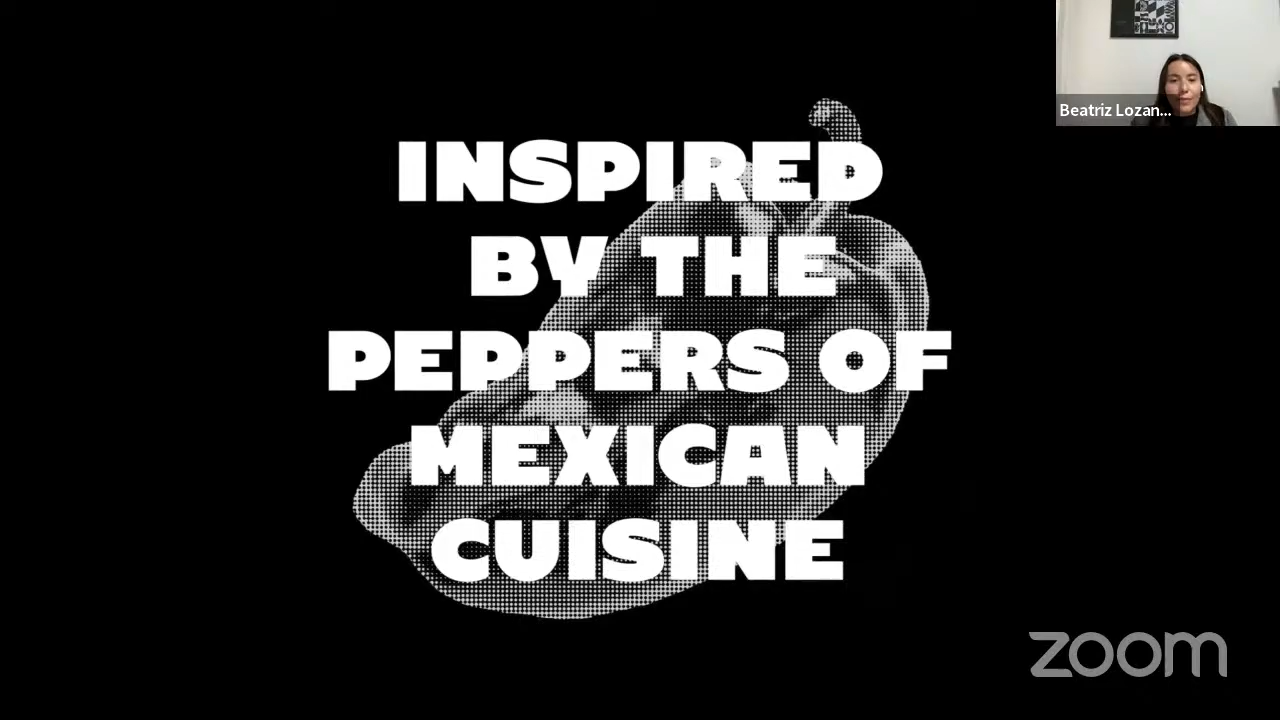 Beatriz Lozan...
INSPIRED
BY THE
PEPPERS OF
MEXICAN
CUISINE
zoom